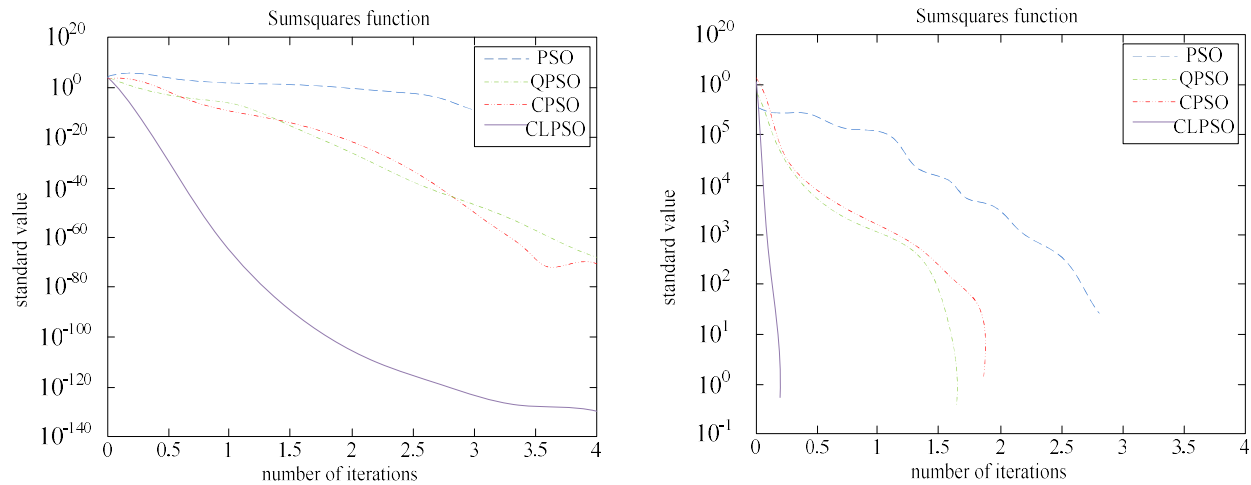 Sumsquares function
10^20
10^0
10^-20
10^-40
10^-60
10^-80
10^-100
10^-120
10^-140
standard value
PSO
QPSO
CPSO
CLPSO
0 0.5 1 1.5 2 2.5 3 3.5 4
number of iterations
Sumsquares function
10^20
10^0
10^5
10^4
10^3
10^2
10^1
10^0
10^-1
standard value
PSO
QPSO
CPSO
CLPSO
0 0.5 1 1.5 2 2.5 3 3.5 4
number of iterations